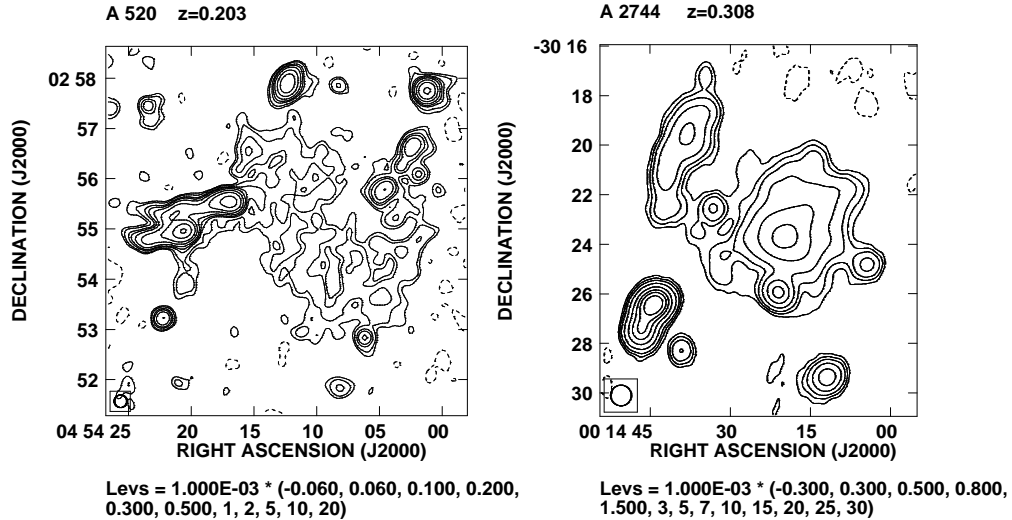 A 520 z=0.203
02 58
57
56
55
54
53
52
DECLINATION (J2000)
04 54 25 20 15 10 05 00
RIGHT ASCENSION (J2000)
Levs = 1.000E-03 * (-0.060, 0.060, 0.100, 0.200,
0.300, 0.500, 1, 2, 5, 10, 20)
A 2744 z=0.308
-30 16
18
20
22
24
26
28
30
DECLINATION (J2000)
00 14 45 30 15 00
RIGHT ASCENSION (J2000)
Levs = 1.000E-03 * (-0.300, 0.300, 0.500, 0.800,
1.500, 3, 5, 7, 10, 15, 20, 25, 30)